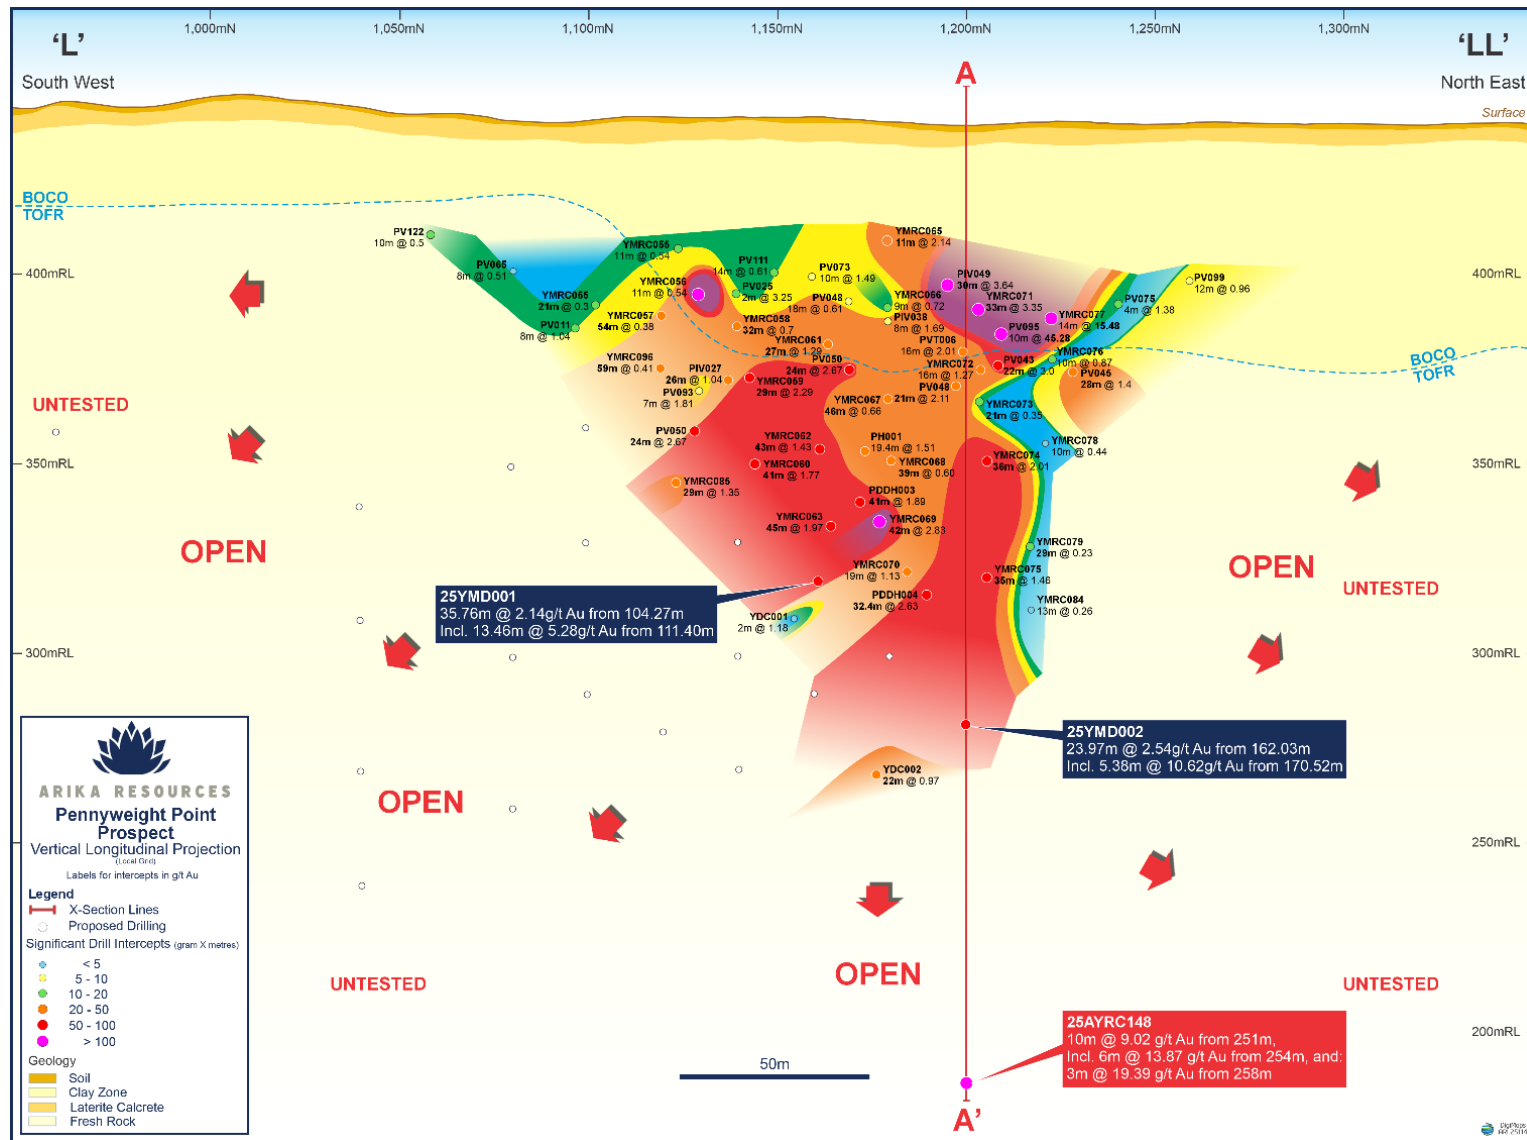 1,000mN
1,050mN
1,100mN
1,150mN
1,200mN
1,250mN
1,300mN
'L'
South West
A
'LL'
North East
Surface
BOCO
TOFR
PV122
10m @ 0.5
PV065
8m @ 0.51
YMRC055
11m @ 0.54
YMRC056
11m @ 0.54
PV111
14m @ 0.61
PV025
2m @ 3.25
PV073
10m @ 1.49
PV048
18m @ 0.61
YMRC065
11m @ 2.14
YMRC066
9m @ 0.72
PIV038
8m @ 1.69
PIV049
30m @ 3.64
YMRC071
33m @ 3.35
PV095
10m @ 45.28
YMRC077
14m @ 15.48
PV075
4m @ 1.38
PV099
12m @ 0.96
400mRL
400mRL
YMRC055
21m @ 0.3
PV011
8m @ 1.04
YMRC057
54m @ 0.38
YMRC058
32m @ 0.7
YMRC061
27m @ 1.29
PVT006
16m @ 2.01
YMRC072
16m @ 1.27
PV043
22m @ 3.0
YMRC076
10m @ 0.87
PV045
28m @ 1.4
BOCO
TOFR
YMRC096
59m @ 0.41
PIV027
26m @ 1.04
PV093
7m @ 1.81
YMRC059
29m @ 2.29
PV050
24m @ 2.67
YMRC067
46m @ 0.66
PV048
21m @ 2.11
YMRC073
21m @ 0.35
UNTESTED
PV050
24m @ 2.67
YMRC062
43m @ 1.43
YMRC060
41m @ 1.77
PH001
19.4m @ 1.51
YMRC068
39m @ 0.60
YMRC074
36m @ 2.01
YMRC078
10m @ 0.44
350mRL
350mRL
YMRC085
29m @ 1.35
PDDH003
41m @ 1.89
YMRC063
45m @ 1.97
YMRC069
42m @ 2.83
YMRC079
29m @ 0.23
OPEN
OPEN
YMRC070
19m @ 1.13
PDDH004
32.4m @ 2.63
YMRC075
35m @ 1.46
YMRC084
13m @ 0.26
UNTESTED
25YMD001
35.76m @ 2.14g/t Au from 104.27m
Incl. 13.46m @ 5.28g/t Au from 111.40m
YDC001
2m @ 1.18
300mRL
300mRL
25YMD002
23.97m @ 2.54g/t Au from 162.03m
Incl. 5.38m @ 10.62g/t Au from 170.52m
YDC002
22m @ 0.97
OPEN
250mRL
OPEN
UNTESTED
UNTESTED
25AYRC148
10m @ 9.02 g/t Au from 251m,
Incl. 6m @ 13.87 g/t Au from 254m, and:
3m @ 19.39 g/t Au from 258m
200mRL
50m
A'
ARIKA RESOURCES
Pennyweight Point
Prospect
Vertical Longitudinal Projection
(Local Grid)
Labels for intercepts in g/t Au
Legend
X-Section Lines
Proposed Drilling
Significant Drill Intercepts (gram X metres)
< 5
5 - 10
10 - 20
20 - 50
50 - 100
> 100
Geology
Soil
Clay Zone
Laterite Calcrete
Fresh Rock
DigiMaps